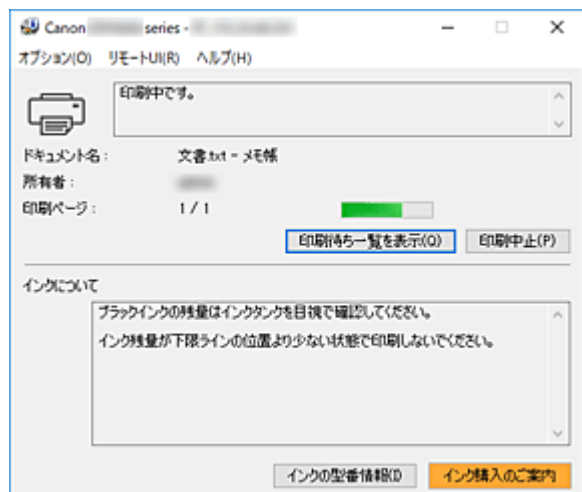 Canon series -
オプション(O) リモートUI(R) ヘルプ(H)
印刷中です。
ドキュメント名 : 文書.txt - メモ帳
所有者 :
印刷ページ : 1 / 1
印刷待ち一覧を表示(Q) 印刷中止(P)
インクについて
ブラックインクの残量はインクタンクを目視で確認してください。
インク残量が下限ラインの位置より少ない状態で印刷しないでください。
インクの型番情報(I) インク購入のご案内